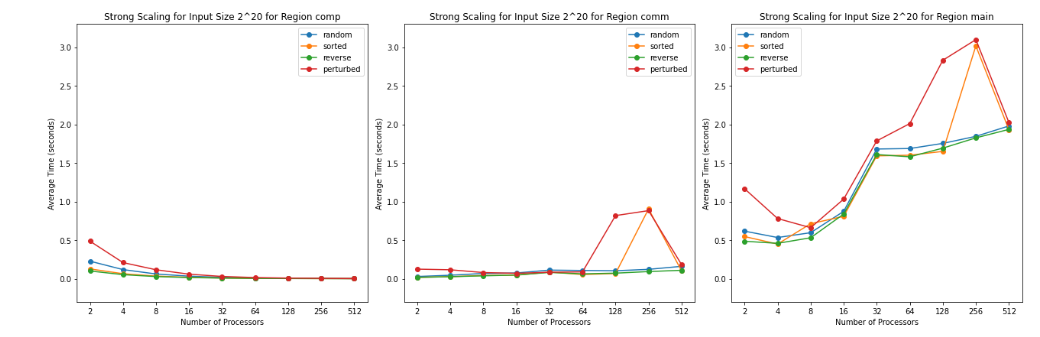 Strong Scaling for Input Size 2^20 for Region comp
Average Time (seconds)
3.0
2.5
2.0
1.5
1.0
0.5
0.0
2 4 8 16 32 64 128 256 512
Number of Processors
random
sorted
reverse
perturbed
Strong Scaling for Input Size 2^20 for Region comm
Average Time (seconds)
3.0
2.5
2.0
1.5
1.0
0.5
0.0
2 4 8 16 32 64 128 256 512
Number of Processors
random
sorted
reverse
perturbed
Strong Scaling for Input Size 2^20 for Region main
Average Time (seconds)
3.0
2.5
2.0
1.5
1.0
0.5
0.0
2 4 8 16 32 64 128 256 512
Number of Processors
random
sorted
reverse
perturbed